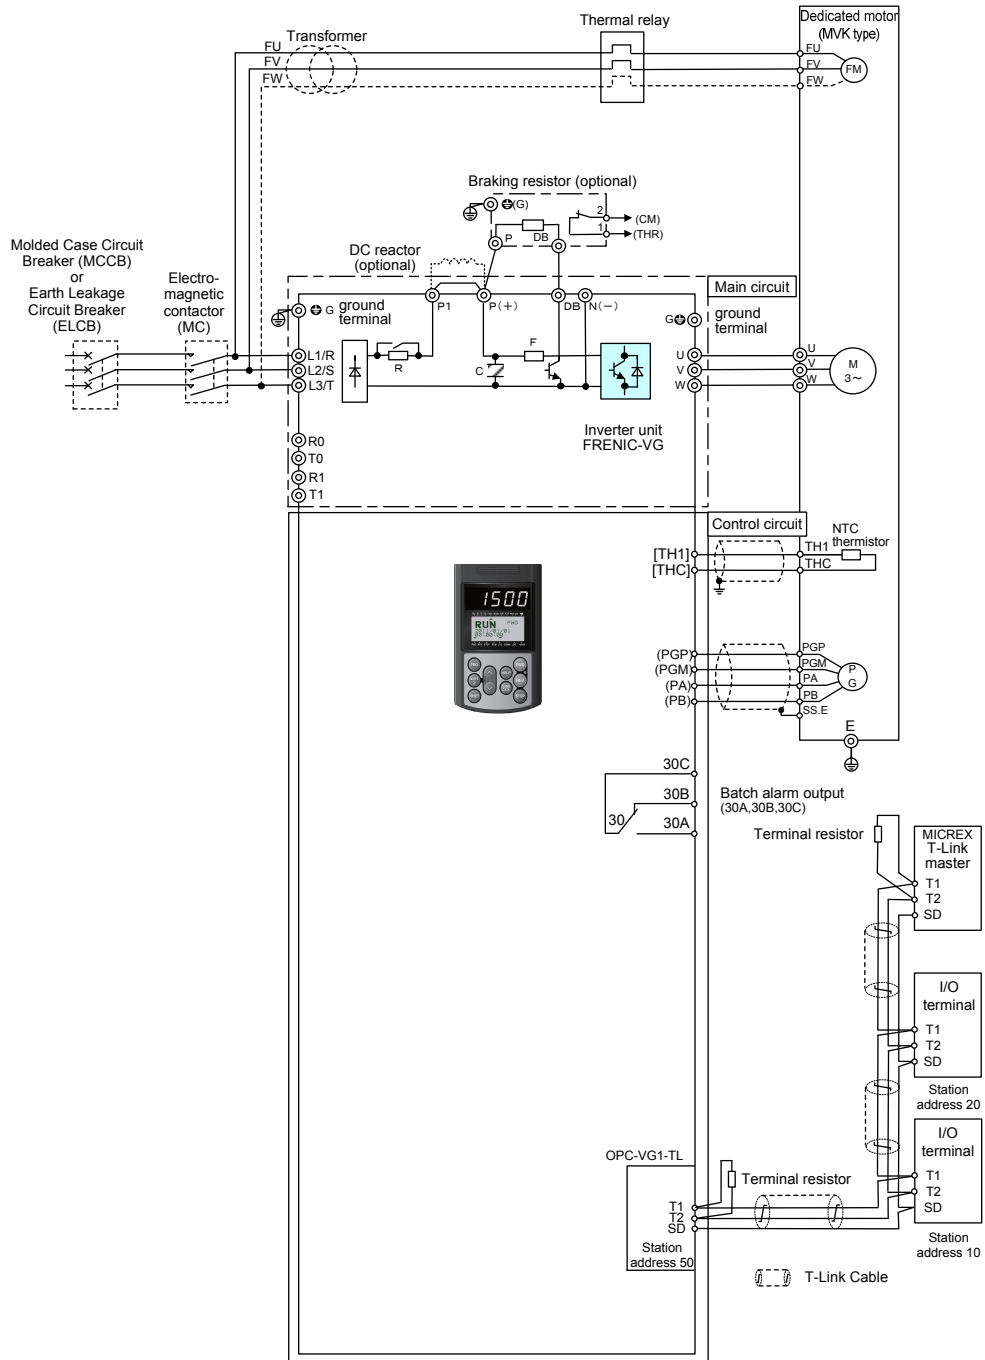 Transformer
Thermal relay
Dedicated motor
(MVK type)
FU
FV
FW
FU
FV
FW
FM
Braking resistor (optional)
(G)
P
DB
2
1
(CM)
(THR)
Molded Case Circuit
Breaker (MCCB)
or
Earth Leakage
Circuit Breaker
(ELCB)
Electro-
magnetic
contactor
(MC)
DC reactor
(optional)
Main circuit
P1
P(+)
DB
N(−)
G
ground
terminal
G
ground
terminal
L1/R
L2/S
L3/T
R
C
F
U
V
W
U
V
W
M
3~
Inverter unit
FRENIC-VG
R0
T0
R1
T1
Control circuit
NTC
thermistor
[TH1]
[THC]
TH1
THC
1500
RUN
FWD
(PGP)
(PGM)
(PA)
(PB)
PGP
PGM
PA
PB
SS.E
P
G
E
30C
30B
30A
30
Batch alarm output
(30A,30B,30C)
Terminal resistor
MICREX
T-Link
master
T1
T2
SD
I/O
terminal
T1
T2
SD
Station
address 20
I/O
terminal
T1
T2
SD
Station
address 10
OPC-VG1-TL
T1
T2
SD
Station
address 50
Terminal resistor
T-Link Cable